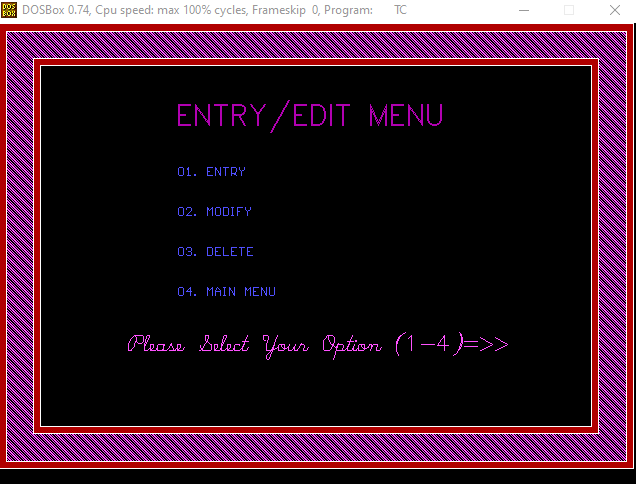 DOS BOX DOSBox 0.74, Cpu speed: max 100% cycles, Frameskip 0, Program: TC
ENTRY/EDIT MENU
01. ENTRY
02. MODIFY
03. DELETE
04. MAIN MENU
Please Select Your Option (1-4)=>>